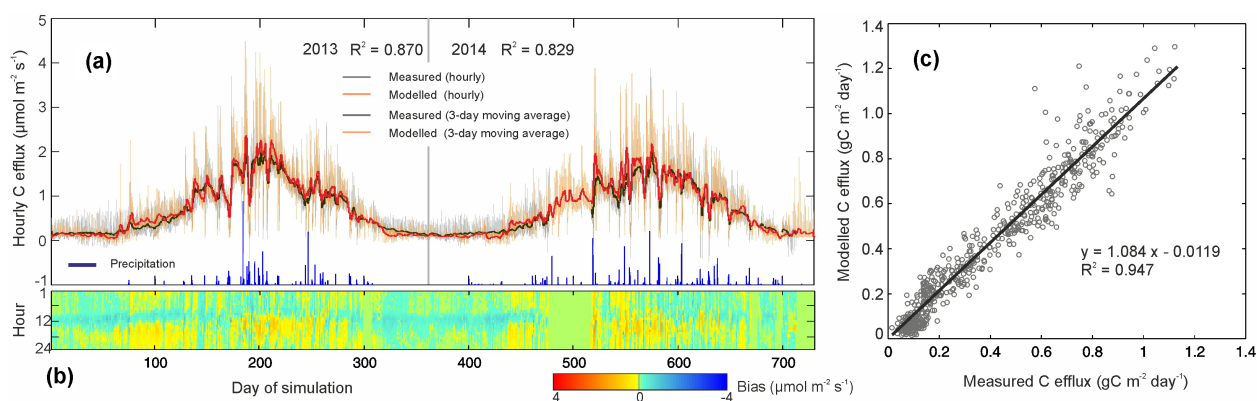 (a)
2013 R² = 0.870
2014 R² = 0.829
Measured (hourly)
Modelled (hourly)
Measured (3-day moving average)
Modelled (3-day moving average)
Precipitation
Hourly C efflux (μmol m⁻² s⁻¹)
5
4
3
2
1
0
-1
Hour
1
12
24
100
200
300
400
500
600
700
(b)
Day of simulation
4
0
-4
Bias (μmol m⁻² s⁻¹)
(c)
Modelled C efflux (gC m⁻² day⁻¹)
1.4
1.2
1.0
0.8
0.6
0.4
0.2
0
y = 1.084 x - 0.0119
R² = 0.947
0
0.2
0.4
0.6
0.8
1
1.2
1.4
Measured C efflux (gC m⁻² day⁻¹)